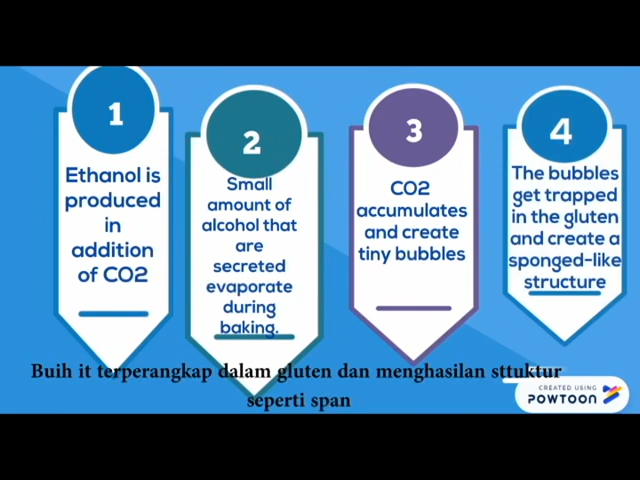 1
Ethanol is
produced
in
addition
of CO2
2
Small
amount of
alcohol that
are
secreted
evaporate
during
baking.
3
CO2
accumulates
and create
tiny bubbles
4
The bubbles
get trapped
in the gluten
and create a
sponged-like
structure
Buih it terperangkap dalam gluten dan menghasilan sttuktur
seperti span
CREATED USING
POWTOON